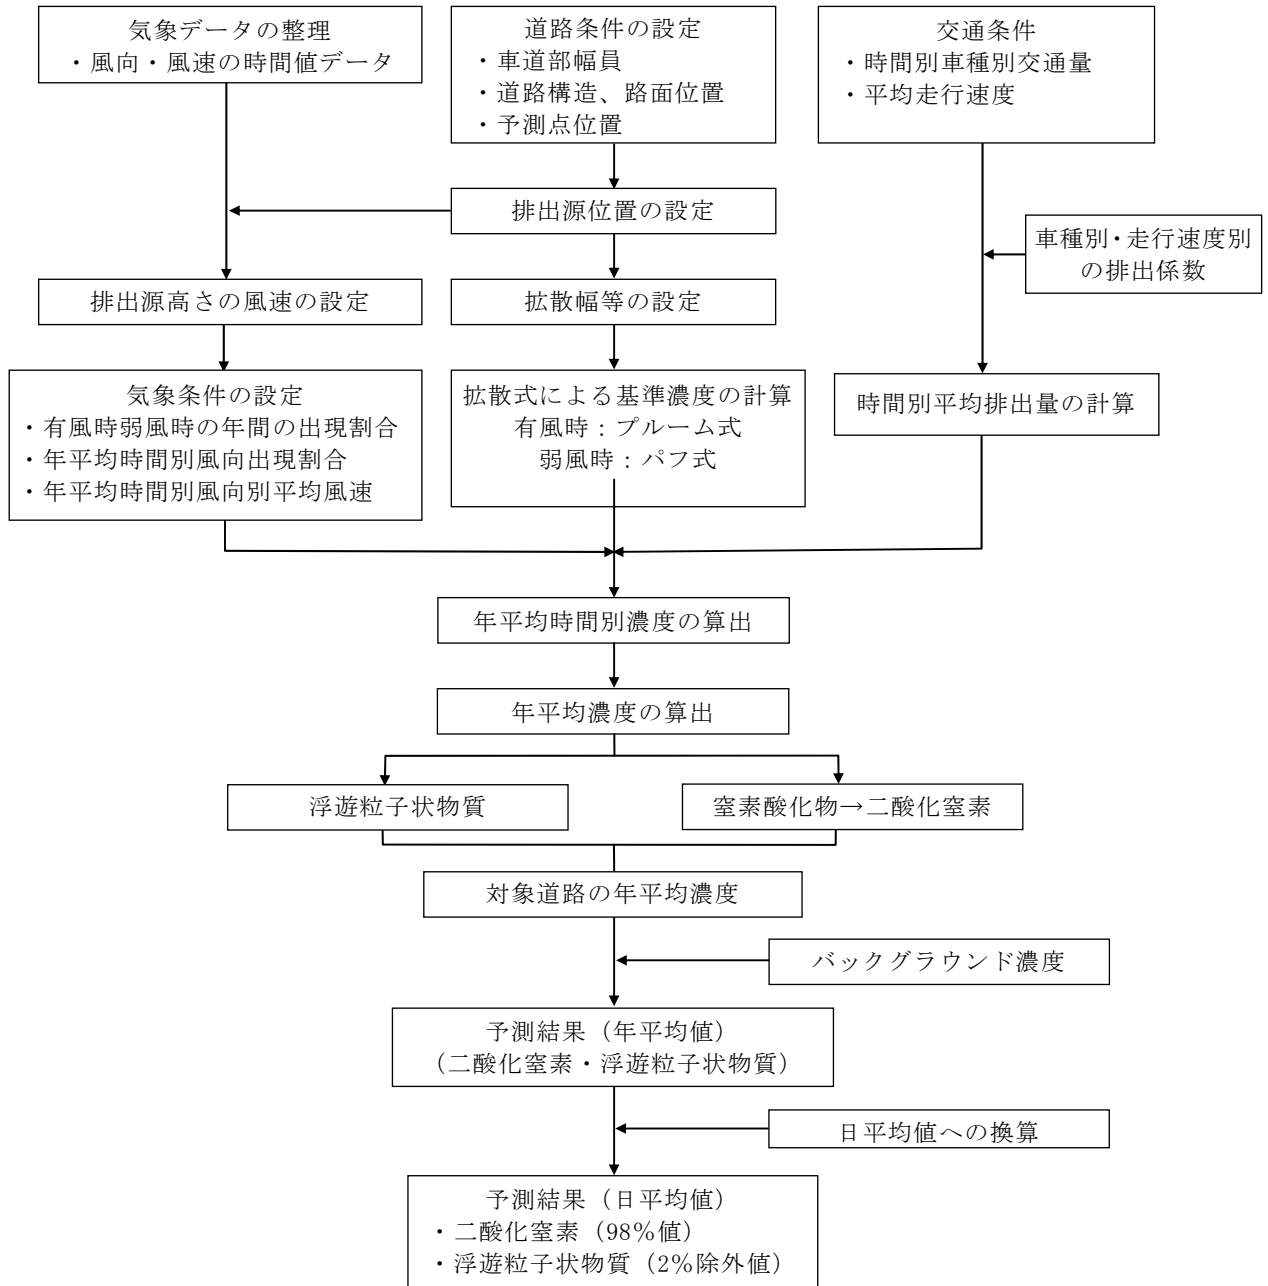 気象データの整理
・風向・風速の時間値データ
道路条件の設定
・車道部幅員
・道路構造、路面位置
・予測点位置
交通条件
・時間別車種別交通量
・平均走行速度
排出源位置の設定
車種別・走行速度別
の排出係数
排出源高さの風速の設定
拡散幅等の設定
気象条件の設定
・有風時弱風時の年間の出現割合
・年平均時間別風向出現割合
・年平均時間別風向別平均風速
拡散式による基準濃度の計算
有風時：プルーム式
弱風時：パフ式
時間別平均排出量の計算
年平均時間別濃度の算出
年平均濃度の算出
浮遊粒子状物質
窒素酸化物→二酸化窒素
対象道路の年平均濃度
バックグラウンド濃度
予測結果（年平均値）
（二酸化窒素・浮遊粒子状物質）
日平均値への換算
予測結果（日平均値）
・二酸化窒素（98％値）
・浮遊粒子状物質（2％除外値）